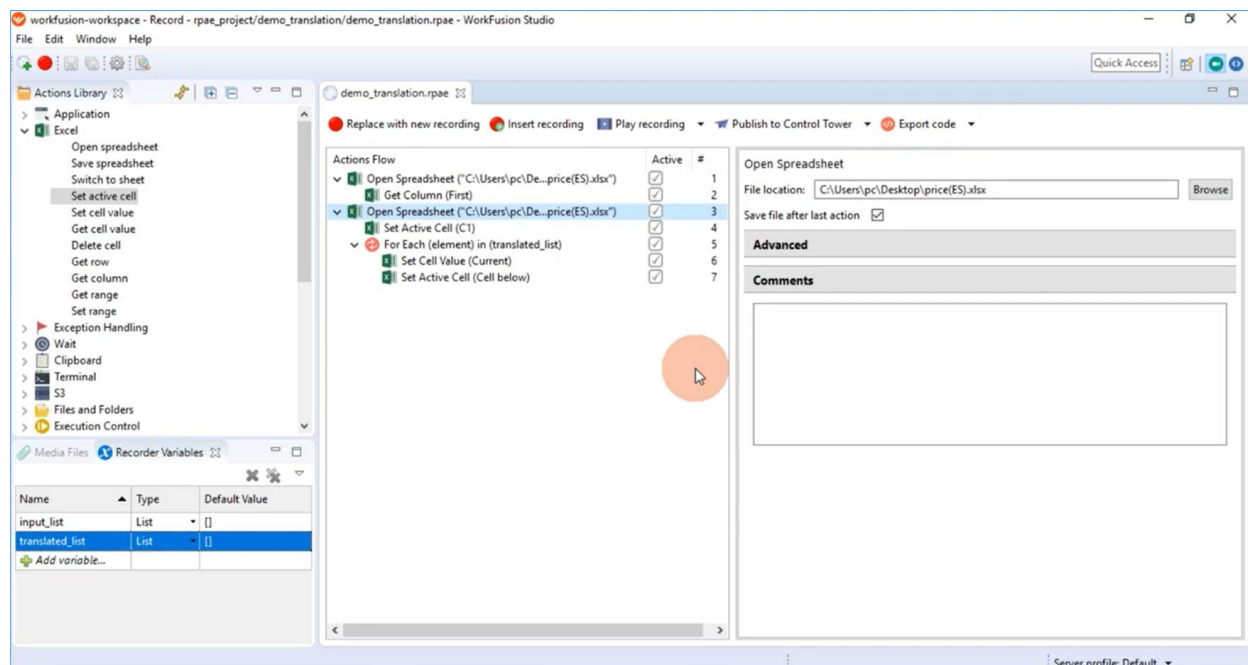 workfusion-workspace - Record - rpae_project/demo_translation/demo_translation.rpae - WorkFusion Studio
File Edit Window Help
Quick Access
Actions Library
Application
Excel
Open spreadsheet
Save spreadsheet
Switch to sheet
Set active cell
Set cell value
Get cell value
Delete cell
Get row
Get column
Get range
Set range
Exception Handling
Wait
Clipboard
Terminal
S3
Files and Folders
Execution Control
Media Files Recorder Variables
Name Type Default Value
input_list List []
translated_list List []
Add variable...
demo_translation.rpae
Replace with new recording Insert recording Play recording Publish to Control Tower Export code
Actions Flow Active #
Open Spreadsheet ("C:\Users\pc\De...price(ES).xlsx") 1
Get Column (First) 2
Open Spreadsheet ("C:\Users\pc\De...price(ES).xlsx") 3
Set Active Cell (C1) 4
For Each (element) in (translated_list) 5
Set Cell Value (Current) 6
Set Active Cell (Cell below) 7
Open Spreadsheet
File location: C:\Users\pc\Desktop\price(ES).xlsx Browse
Save file after last action
Advanced
Comments
Server profile: Default